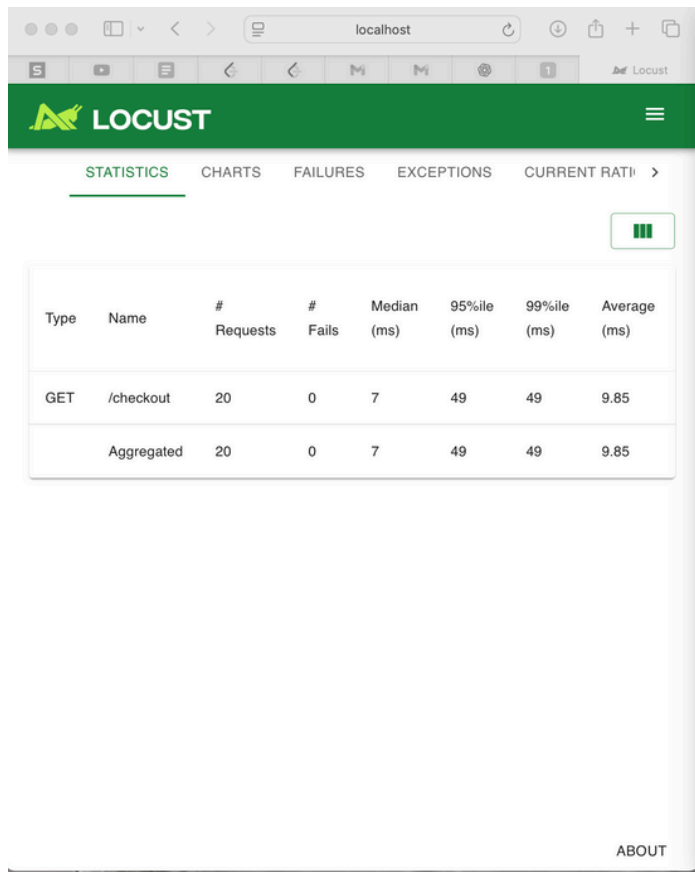 localhost
S
1
Locust
LOCUST
STATISTICS CHARTS FAILURES EXCEPTIONS CURRENT RATI
Type Name # Requests # Fails Median (ms) 95%ile (ms) 99%ile (ms) Average (ms)
GET /checkout 20 0 7 49 49 9.85
Aggregated 20 0 7 49 49 9.85
ABOUT